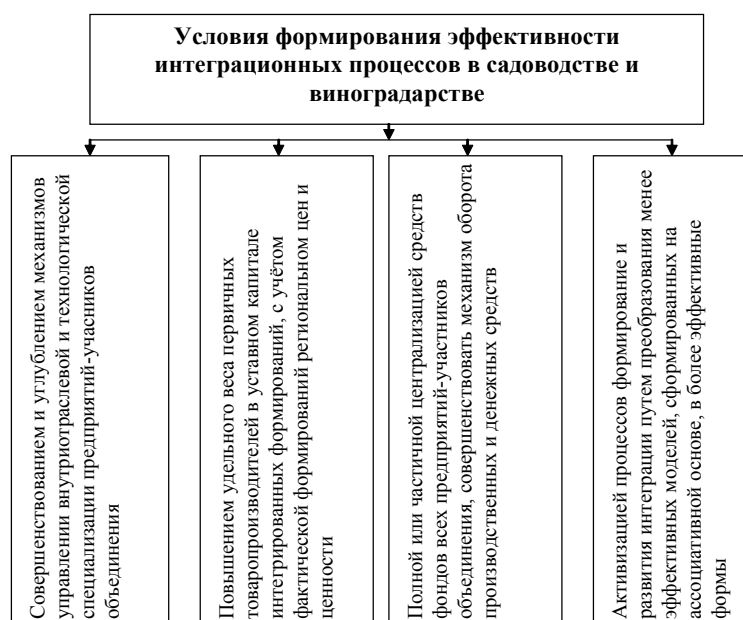 Условия формирования эффективности
интеграционных процессов в садоводстве и
виноградарстве
Совершенствованием и углублением механизмов
управлении внутриотраслевой и технологической
специализации предприятий-учасников
объединения
Повышением удельного веса первичных
товаропроизводителей в уставном капитале
интегрированных формирований, с учётом
фактической формирований региональном цен и
ценности
Полной или частичной централизацией средств
фондов всех предприятий-участников
объединения, совершенствовать механизм оборота
производственных и денежных средств
Активизацией процессов формирование и
развития интеграции путем преобразования менее
эффективных моделей, сформированных на
ассоциативной основе, в более эффективные
формы